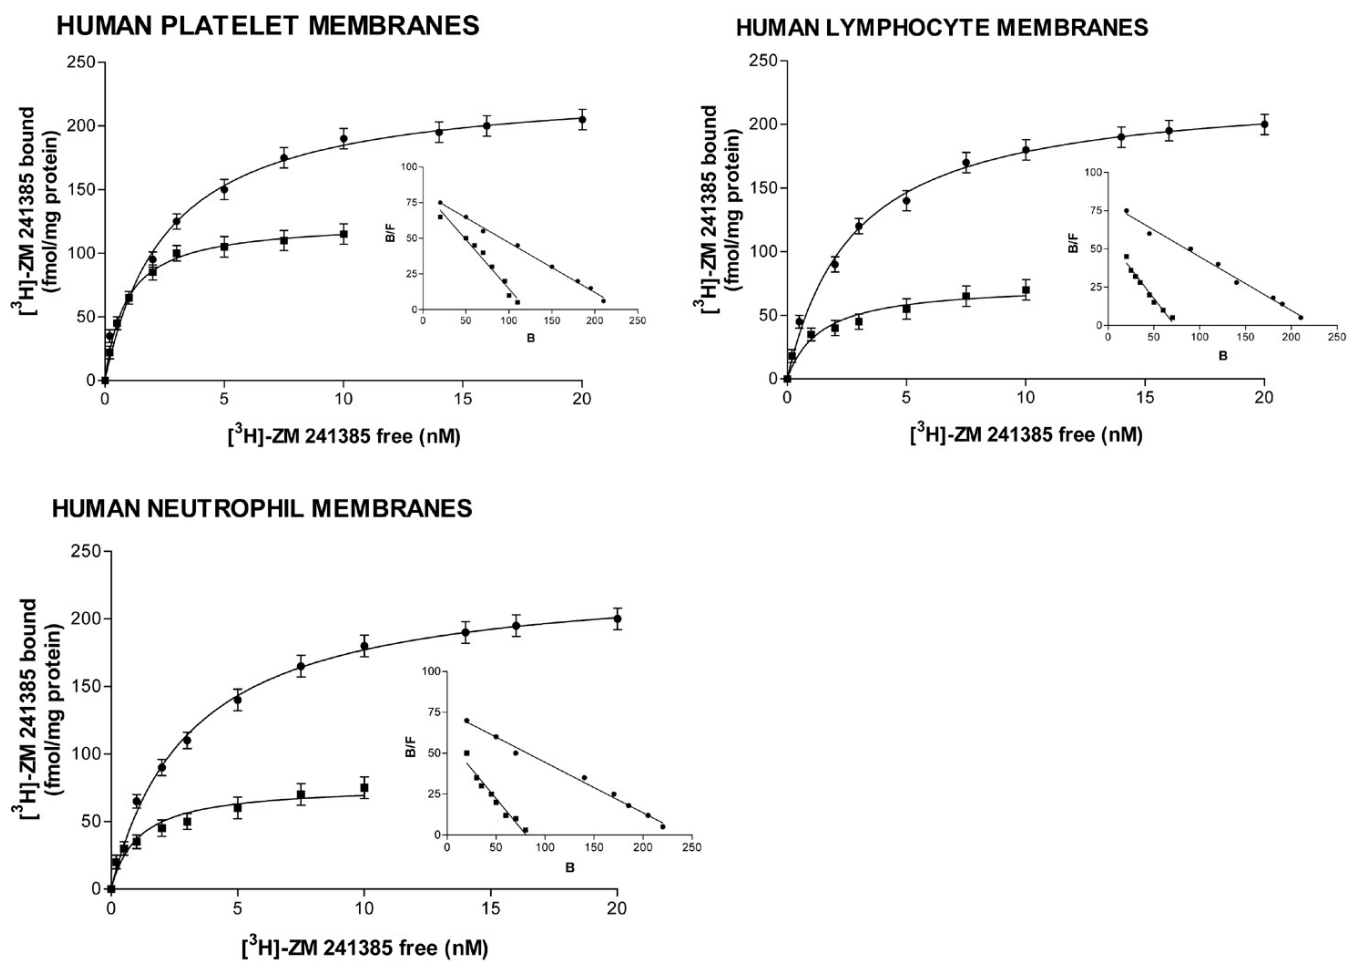 HUMAN PLATELET MEMBRANES
250
200
150
100
50
0
0 5 10 15 20
[³H]-ZM 241385 bound
(fmol/mg protein)
[³H]-ZM 241385 free (nM)
100
75
50
25
0
0 50 100 150 200 250
B/F
B
HUMAN LYMPHOCYTE MEMBRANES
250
200
150
100
50
0
0 5 10 15 20
[³H]-ZM 241385 bound
(fmol/mg protein)
[³H]-ZM 241385 free (nM)
100
75
50
25
0
0 50 100 150 200 250
B/F
B
HUMAN NEUTROPHIL MEMBRANES
250
200
150
100
50
0
0 5 10 15 20
[³H]-ZM 241385 bound
(fmol/mg protein)
[³H]-ZM 241385 free (nM)
100
75
50
25
0
0 50 100 150 200 250
B/F
B